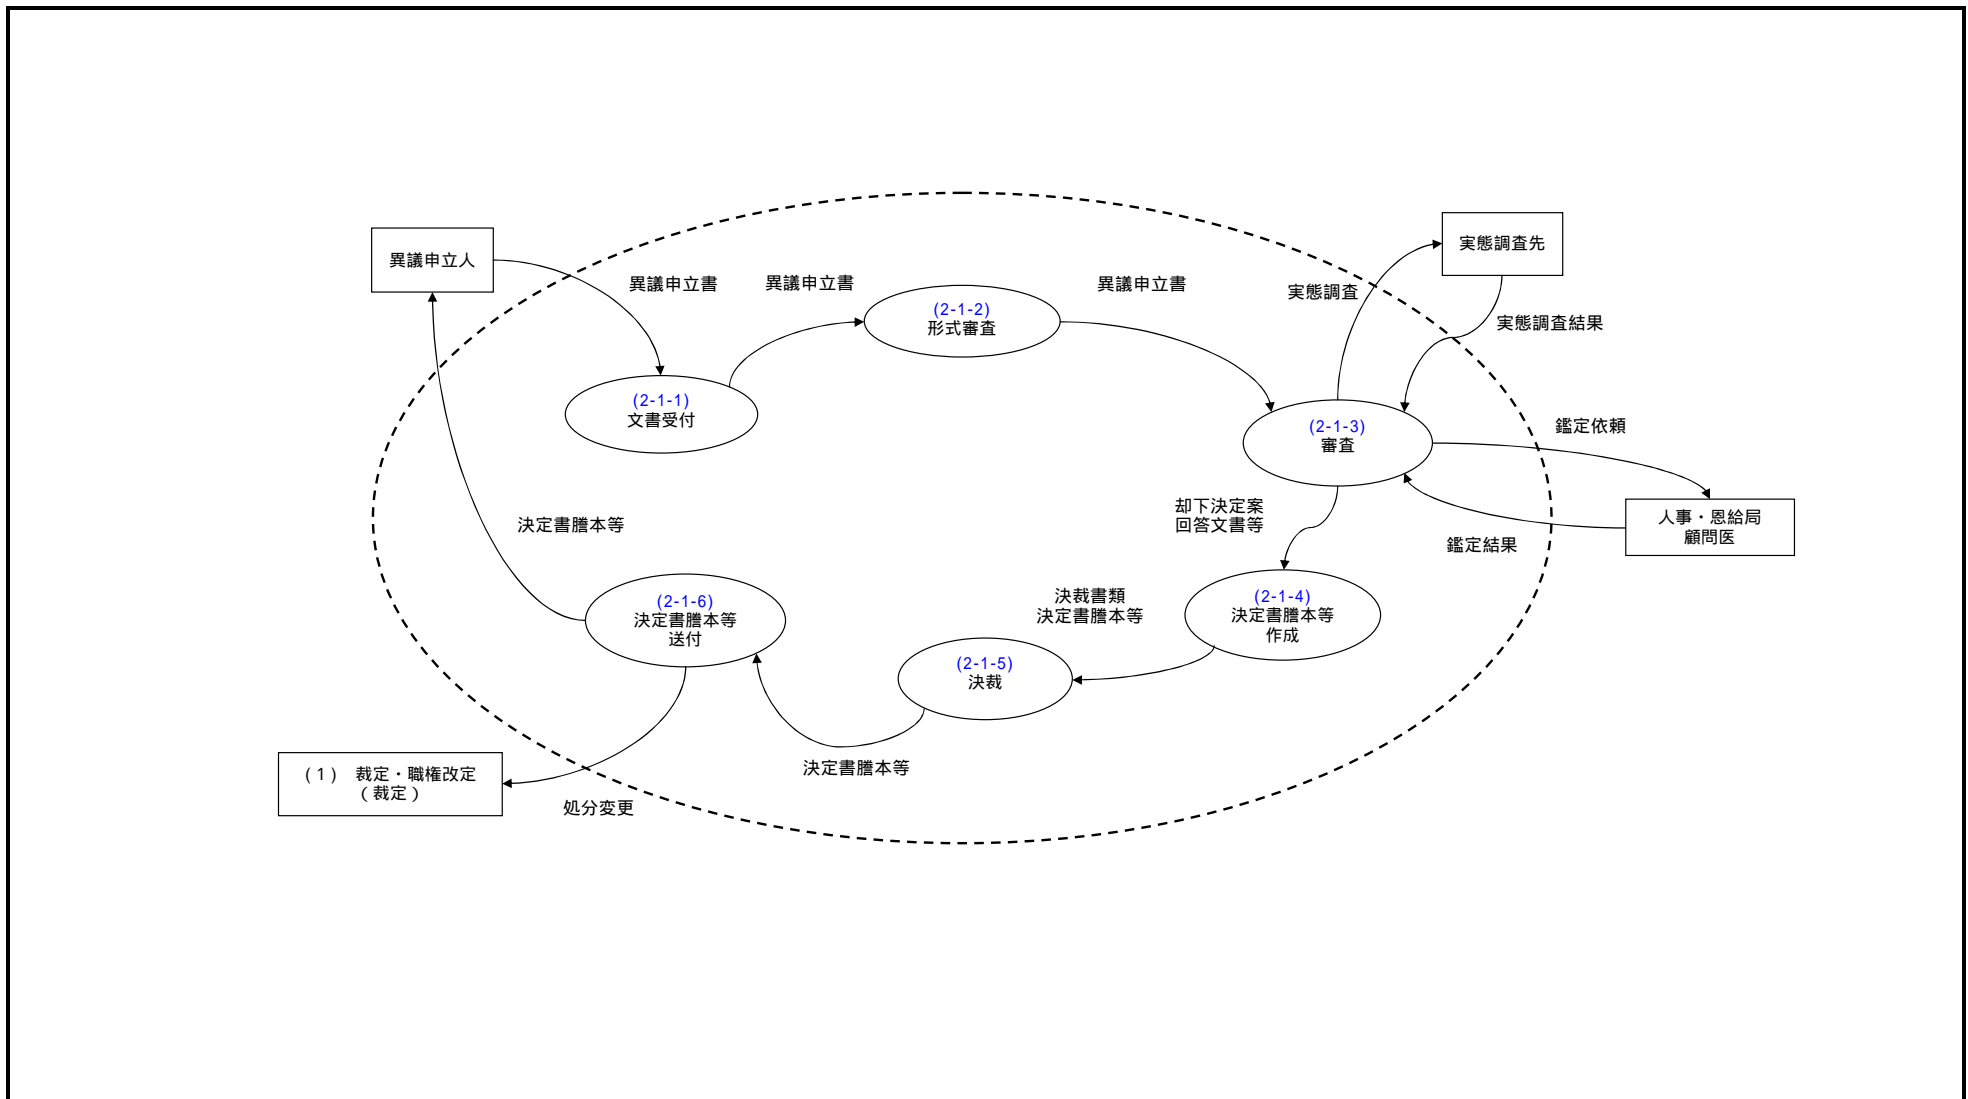 異議申立人
実態調査先
異議申立書
異議申立書
異議申立書
実態調査
(2-1-2)
形式審査
実態調査結果
(2-1-1)
文書受付
(2-1-3)
審査
鑑定依頼
却下決定案
回答文書等
決定書謄本等
人事・恩給局
顧問医
鑑定結果
(2-1-6)
決定書謄本等
送付
決裁書類
決定書謄本等
(2-1-4)
決定書謄本等
作成
(2-1-5)
決裁
決定書謄本等
(1) 裁定・職権改定
(裁定)
処分変更